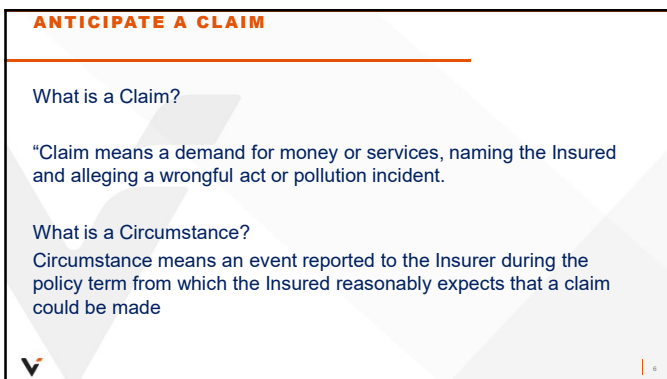 ANTICIPATE A CLAIM
What is a Claim?
“Claim means a demand for money or services, naming the Insured
and alleging a wrongful act or pollution incident.
What is a Circumstance?
Circumstance means an event reported to the Insurer during the
policy term from which the Insured reasonably expects that a claim
could be made
6